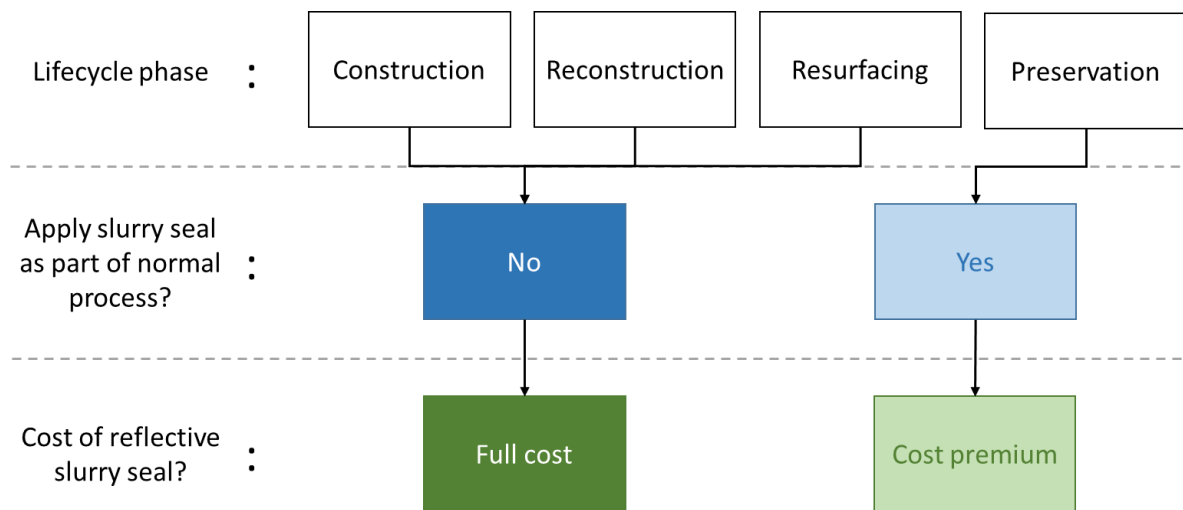 Lifecycle phase :
Construction
Reconstruction
Resurfacing
Preservation
Apply slurry seal
as part of normal :
process?
No
Yes
Cost of reflective
slurry seal? :
Full cost
Cost premium